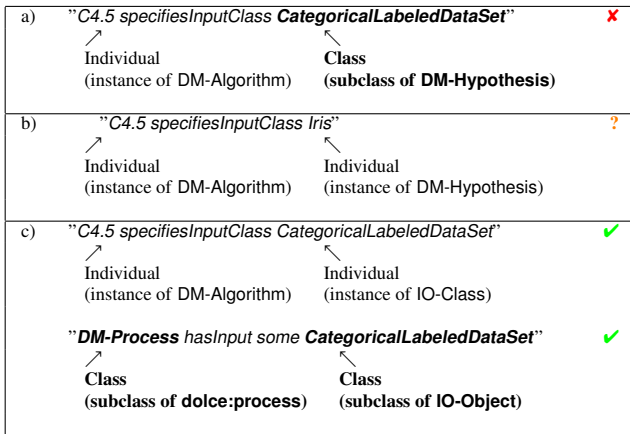 a) "C4.5 specifiesInputClass CategoricalLabeledDataSet" ✘
↗ ↖
Individual Class
(instance of DM-Algorithm) (subclass of DM-Hypothesis)
b) "C4.5 specifiesInputClass Iris" ?
↗ ↖
Individual Individual
(instance of DM-Algorithm) (instance of DM-Hypothesis)
c) "C4.5 specifiesInputClass CategoricalLabeledDataSet" ✔
↗ ↖
Individual Individual
(instance of DM-Algorithm) (instance of IO-Class)
"DM-Process hasInput some CategoricalLabeledDataSet" ✔
↗ ↖
Class Class
(subclass of dolce:process) (subclass of IO-Object)